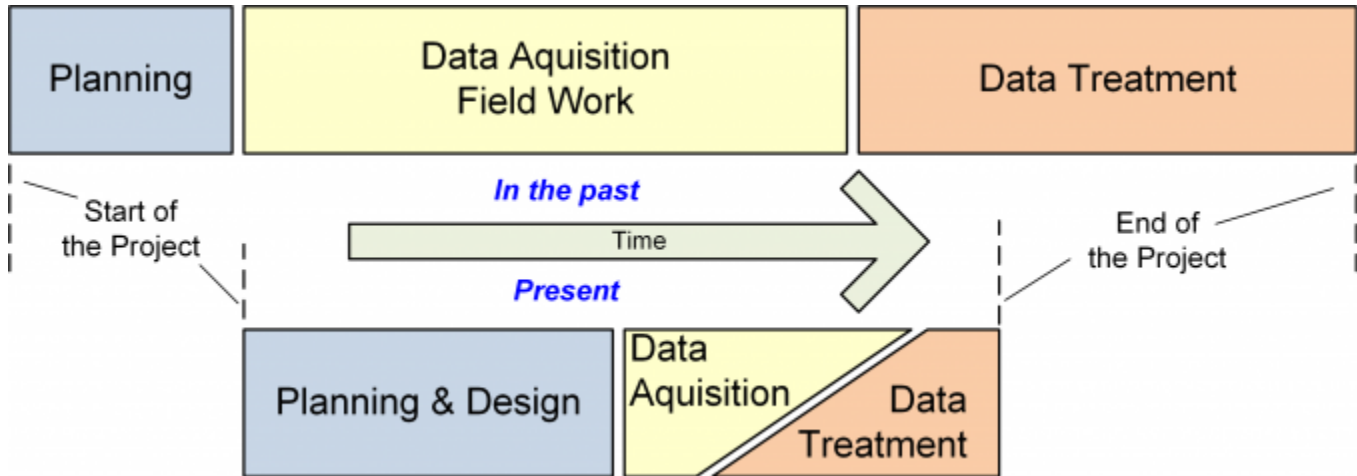 Planning
Data Aquisition
Field Work
Data Treatment
In the past
Start of
the Project
Time
End of
the Project
Present
Planning & Design
Data
Aquisition
Data
Treatment